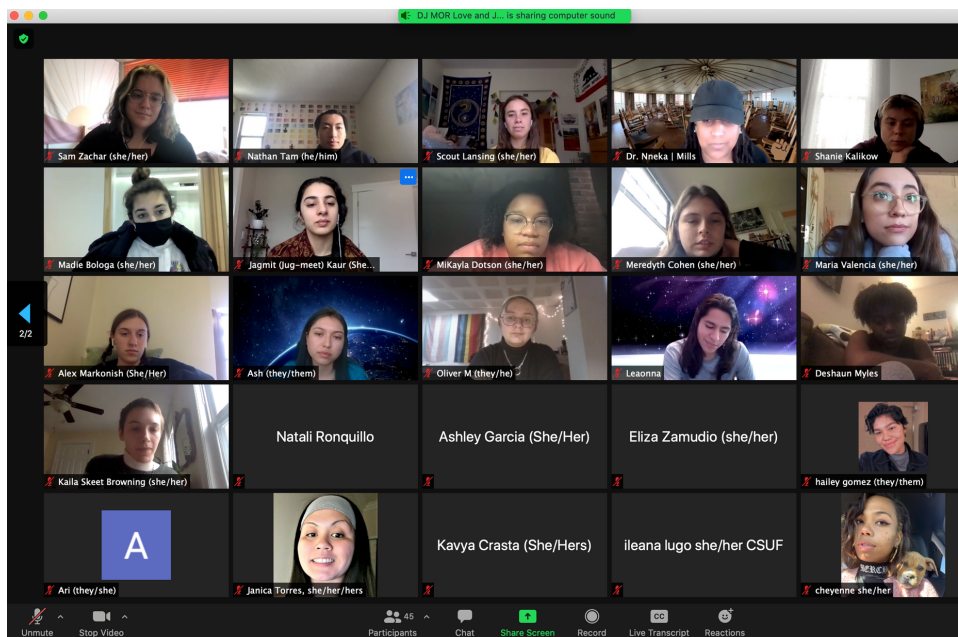 DJ MOR Love and J... is sharing computer sound
Sam Zachar (she/her)
Nathan Tam (he/him)
Scout Lansing (she/her)
Dr. Nneka | Mills
Shanie Kalikow
Madie Bologa (she/her)
Jagmit (Jug-meet) Kaur (She...
MiKayla Dotson (she/her)
Meredyth Cohen (she/her)
Maria Valencia (she/her)
2/2
Alex Markonish (She/Her)
Ash (they/them)
Oliver M (they/he)
Leaonna
Deshaun Myles
Kaila Skeet Browning (she/her)
Natali Ronquillo
Ashley Garcia (She/Her)
Eliza Zamudio (she/her)
hailey gomez (they/them)
A
Ari (they/she)
Janica Torres, she/her/hers
Kavya Crasta (She/Hers)
ileana lugo she/her CSUF
cheyenne she/her
Unmute
Stop Video
45
Participants
Chat
Share Screen
Record
CC
Live Transcript
Reactions